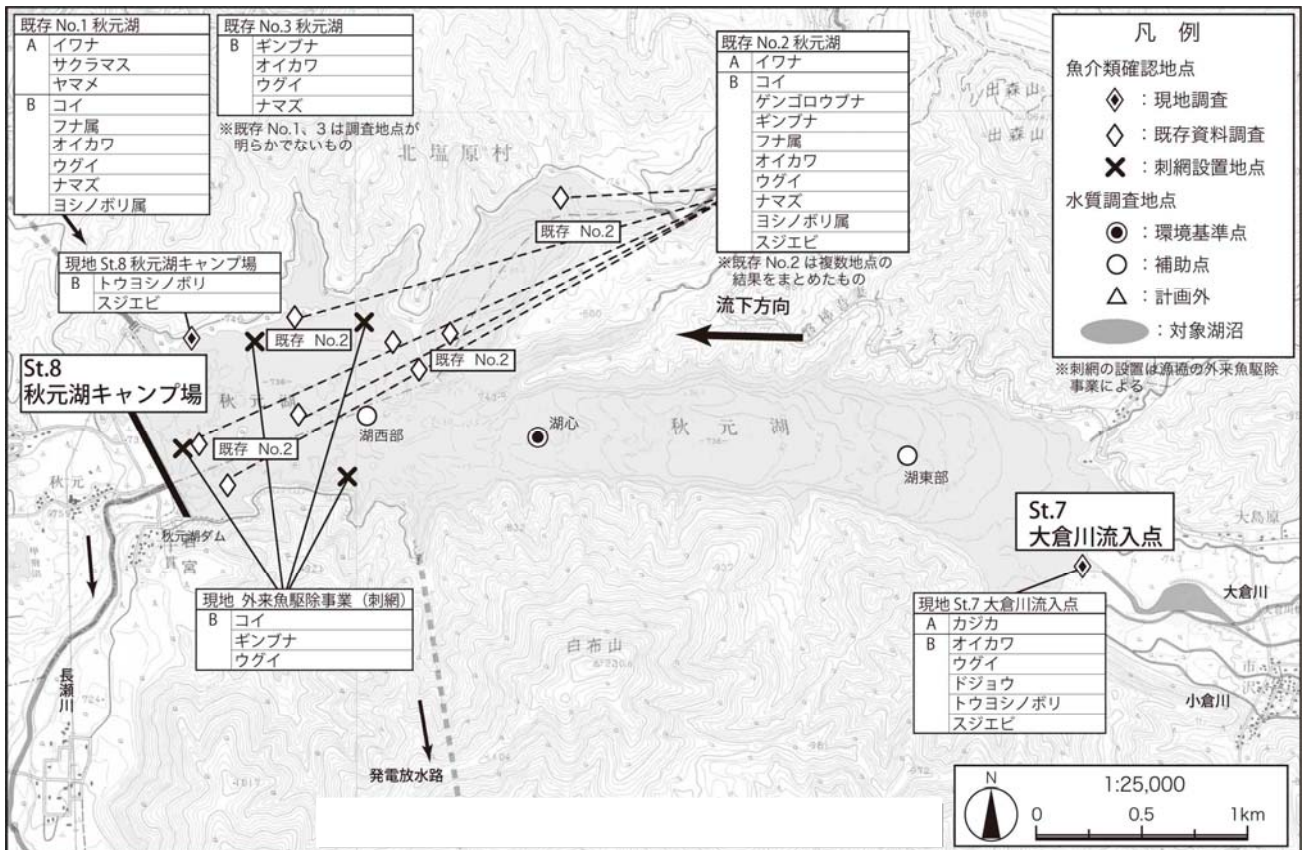 既存 No.1 秋元湖
A イワナ
サクラマス
ヤマメ
B コイ
フナ属
オイカワ
ウグイ
ナマズ
ヨシノボリ属
既存 No.3 秋元湖
B ギンブナ
オイカワ
ウグイ
ナマズ
※既存 No.1、3 は調査地点が
明らかでないもの
既存 No.2 秋元湖
A イワナ
B コイ
ゲンゴロウブナ
ギンブナ
フナ属
オイカワ
ウグイ
ナマズ
ヨシノボリ属
スジエビ
※既存 No.2 は複数地点の
結果をまとめたもの
凡 例
魚介類確認地点
：現地調査
：既存資料調査
：刺網設置地点
水質調査地点
：環境基準点
：補助点
：計画外
：対象湖沼
※刺網の設置は漁協の外来魚駆除
事業による
出森山
出森山
北塩原村
既存 No.2
現地 St.8 秋元湖キャンプ場
B トウヨシノボリ
スジエビ
流下方向
既存 No.2
既存 No.2
St.8
秋元湖キャンプ場
秋元湖
湖西部
湖心
秋元湖
湖東部
既存 No.2
秋元
秋元湖ダム
St.7
大倉川流入点
大島原
大倉川
現地 外来魚駆除事業（刺網）
B コイ
ギンブナ
ウグイ
現地 St.7 大倉川流入点
A カジカ
B オイカワ
ウグイ
ドジョウ
トウヨシノボリ
スジエビ
白布山
市沢
小倉川
長瀬川
発電放水路
N
1:25,000
0 0.5 1km